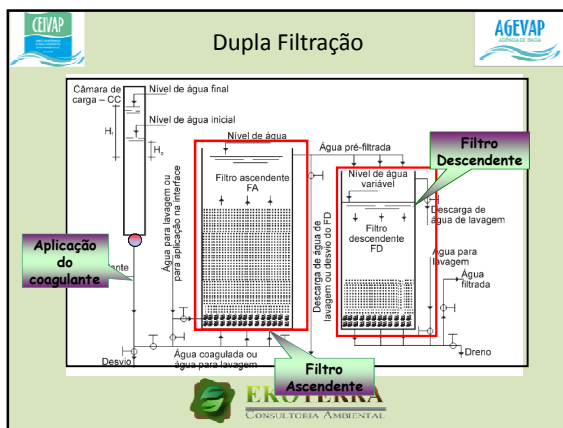 CEIVAP
Dupla Filtração
AGEVAP
AGÊNCIA DE BACIA
Câmara de
carga – CC
Nível de água final
Nível de água inicial
Nível de água
Água pré-filtrada
Filtro
Descendente
Filtro ascendente
FA
Nível de água
variável
Filtro
descendente
FD
Descarga de
água de
lavagem
Água para lavagem ou
para aplicação na interface
Descarga de água de
lavagem ou desvio do FD
Aplicação
do
coagulante
ante
Água para
lavagem
Água
filtrada
Desvio
Água coagulada ou
água para lavagem
Filtro
Ascendente
Dreno
EKOTERRA
CONSULTORIA AMBIENTAL